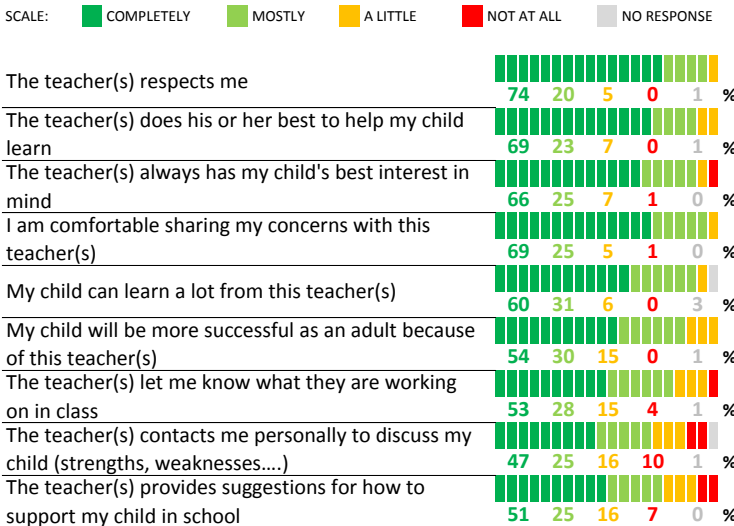 SCALE: COMPLETELY MOSTLY A LITTLE NOT AT ALL NO RESPONSE
The teacher(s) respects me
74 20 5 0 1 %
The teacher(s) does his or her best to help my child
learn
69 23 7 0 1 %
The teacher(s) always has my child's best interest in
mind
66 25 7 1 0 %
I am comfortable sharing my concerns with this
teacher(s)
69 25 5 1 0 %
My child can learn a lot from this teacher(s)
60 31 6 0 3 %
My child will be more successful as an adult because
of this teacher(s)
54 30 15 0 1 %
The teacher(s) let me know what they are working
on in class
53 28 15 4 1 %
The teacher(s) contacts me personally to discuss my
child (strengths, weaknesses....)
47 25 16 10 1 %
The teacher(s) provides suggestions for how to
support my child in school
51 25 16 7 0 %